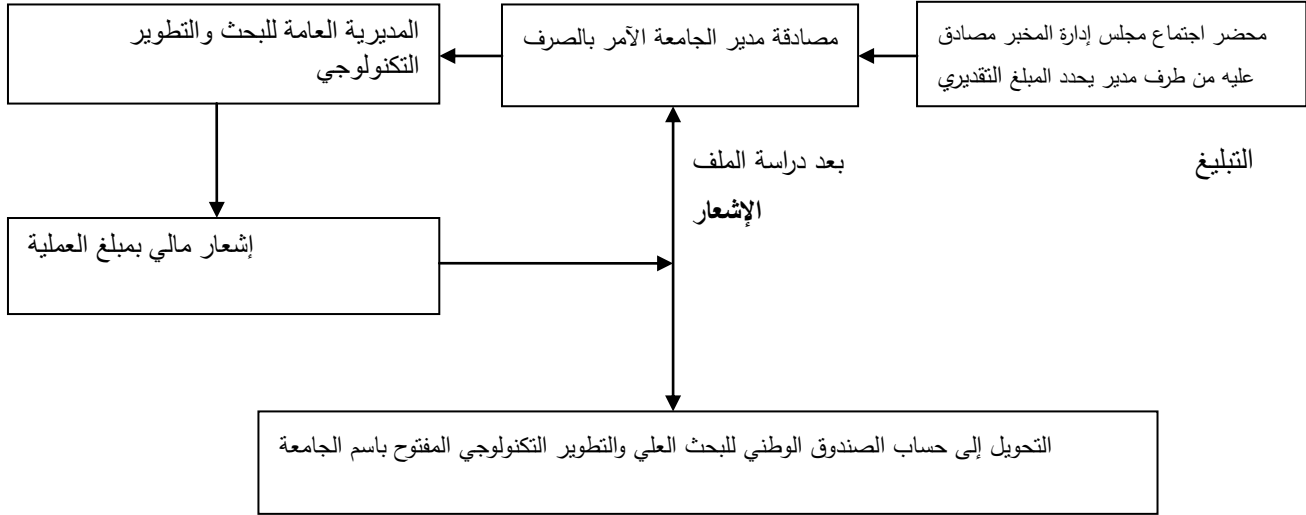 محضر اجتماع مجلس إدارة المخبر مصادق
عليه من طرف مدير يحدد المبلغ التقديري
مصادقة مدير الجامعة الآمر بالصرف
المديرية العامة للبحث والتطوير
التكنولوجي
التبليغ
بعد دراسة الملف
الإشعار
إشعار مالي بمبلغ العملية
التحويل إلى حساب الصندوق الوطني للبحث العلي والتطوير التكنولوجي المفتوح باسم الجامعة